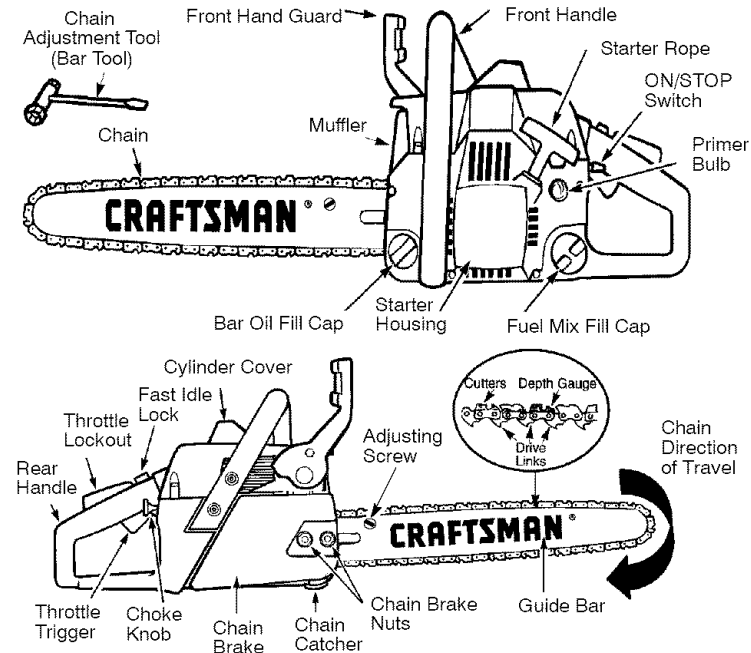 Chain
Adjustment Tool
(Bar Tool)
Front Hand Guard
Front Handle
Starter Rope
ON/STOP
Switch
Muffler
Chain
Primer
Bulb
CRAFTSMAN®
Bar Oil Fill Cap
Starter
Housing
Fuel Mix Fill Cap
Cylinder Cover
Fast Idle
Lock
Throttle
Lockout
Rear
Handle
Adjusting
Screw
Cutters
Depth Gauge
Drive
Links
Chain
Direction
of Travel
CRAFTSMAN®
Throttle
Trigger
Choke
Knob
Chain
Brake
Chain
Catcher
Chain Brake
Nuts
Guide Bar